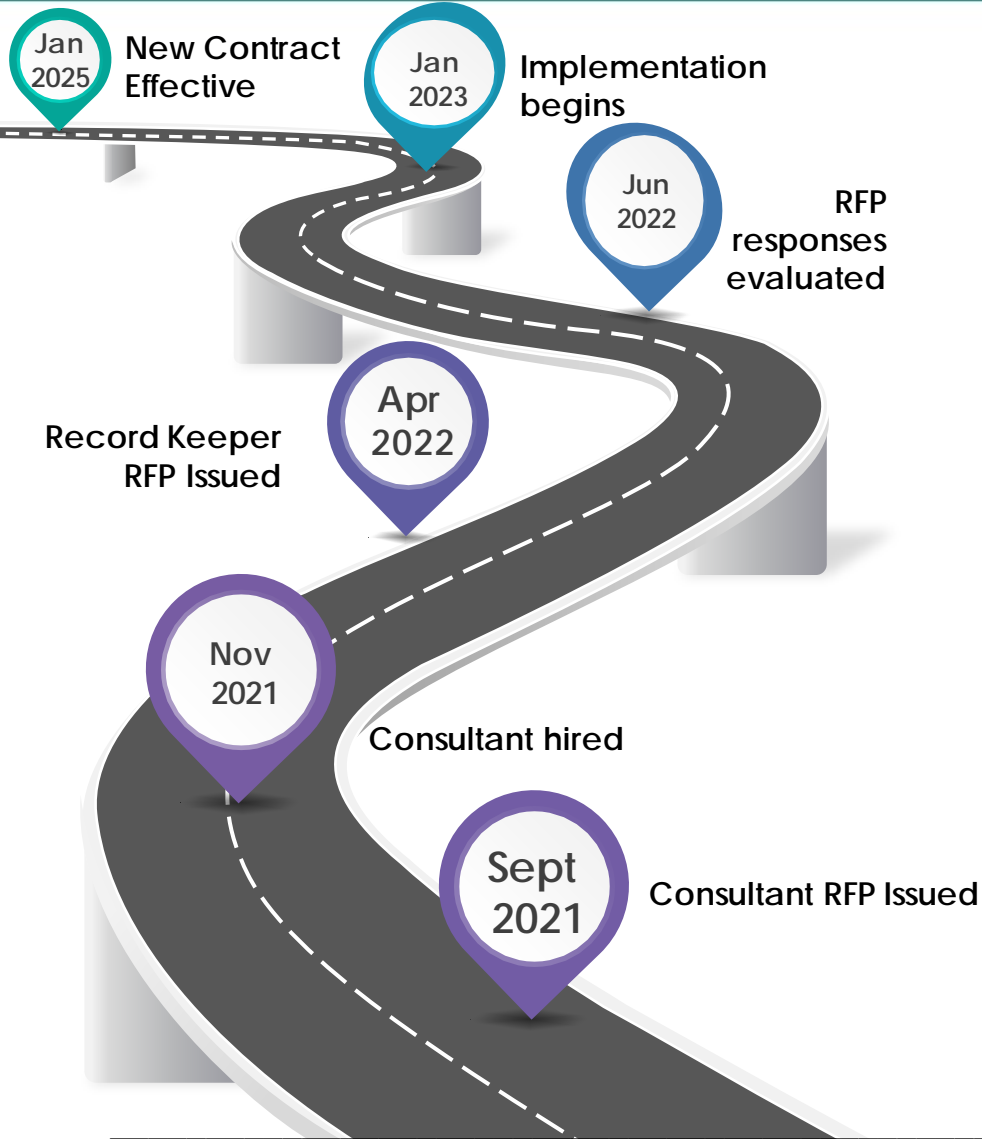 Jan
2025
New Contract
Effective
Jan
2023
Implementation
begins
Jun
2022
RFP
responses
evaluated
Apr
2022
Record Keeper
RFP Issued
Nov
2021
Consultant hired
Sept
2021
Consultant RFP Issued